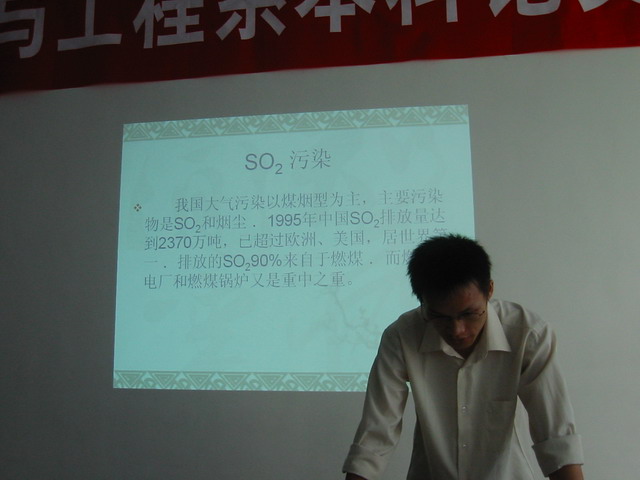 与工程系本科论文
SO2 污染
我国大气污染以煤烟型为主，主要污染
物是SO2和烟尘．1995年中国SO2排放量达
到2370万吨，已超过欧洲、美国，居世界第
一．排放的SO290%来自于燃煤．而
电厂和燃煤锅炉又是重中之重。